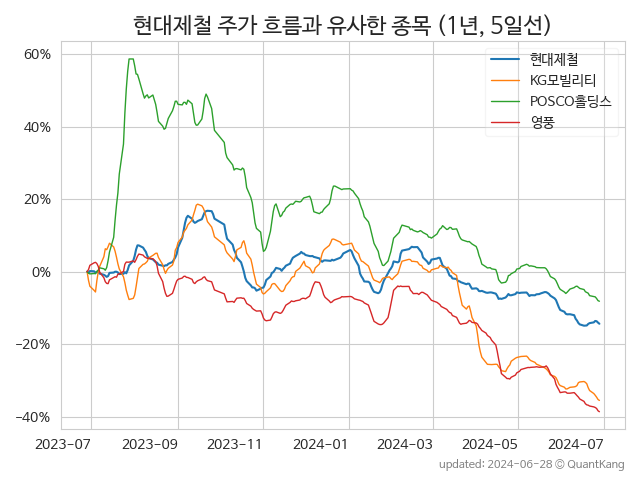 현대제철 주가 흐름과 유사한 종목 (1년, 5일선)
현대제철
KG모빌리티
POSCO홀딩스
영풍
60%
40%
20%
0%
−20%
−40%
2023-07 2023-09 2023-11 2024-01 2024-03 2024-05 2024-07
updated: 2024-06-28 © QuantKang